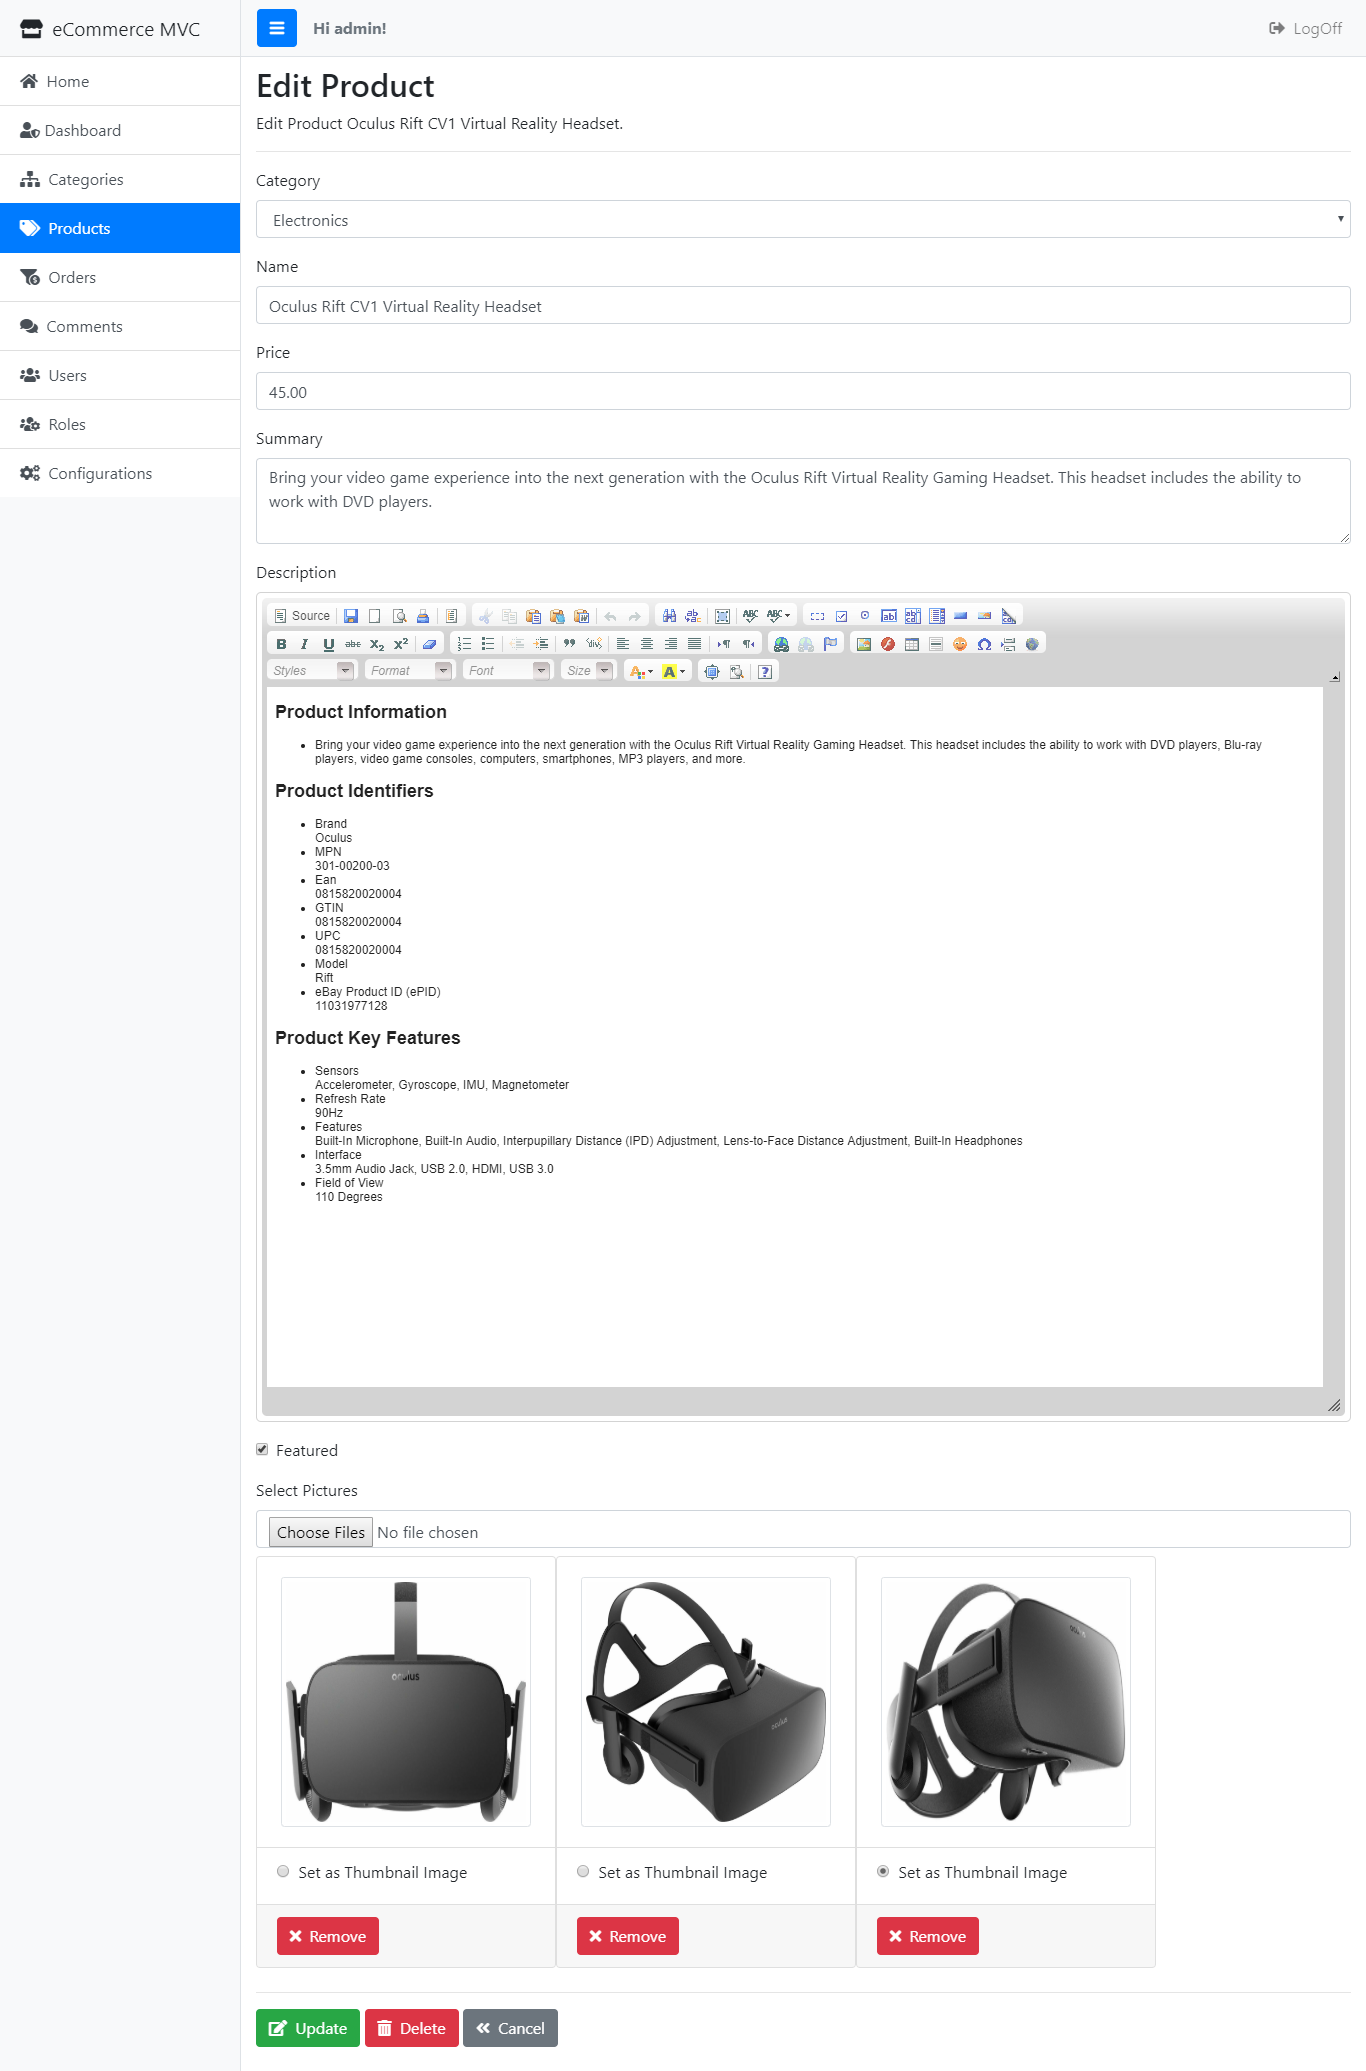 eCommerce MVC
Hi admin!
LogOff
Home
Dashboard
Categories
Products
Orders
Comments
Users
Roles
Configurations
Edit Product
Edit Product Oculus Rift CV1 Virtual Reality Headset.
Category
Electronics
Name
Oculus Rift CV1 Virtual Reality Headset
Price
45.00
Summary
Bring your video game experience into the next generation with the Oculus Rift Virtual Reality Gaming Headset. This headset includes the ability to
work with DVD players.
Description
Source
Styles Format Font Size
Product Information
Bring your video game experience into the next generation with the Oculus Rift Virtual Reality Gaming Headset. This headset includes the ability to work with DVD players, Blu-ray
players, video game consoles, computers, smartphones, MP3 players, and more.
Product Identifiers
Brand
Oculus
MPN
301-00200-03
Ean
0815820020004
GTIN
0815820020004
UPC
0815820020004
Model
Rift
eBay Product ID (ePID)
11031977128
Product Key Features
Sensors
Accelerometer, Gyroscope, IMU, Magnetometer
Refresh Rate
90Hz
Features
Built-In Microphone, Built-In Audio, Interpupillary Distance (IPD) Adjustment, Lens-to-Face Distance Adjustment, Built-In Headphones
Interface
3.5mm Audio Jack, USB 2.0, HDMI, USB 3.0
Field of View
110 Degrees
Featured
Select Pictures
Choose Files No file chosen
oculus
oculus
Set as Thumbnail Image
Set as Thumbnail Image
Set as Thumbnail Image
Remove
Remove
Remove
Update
Delete
Cancel